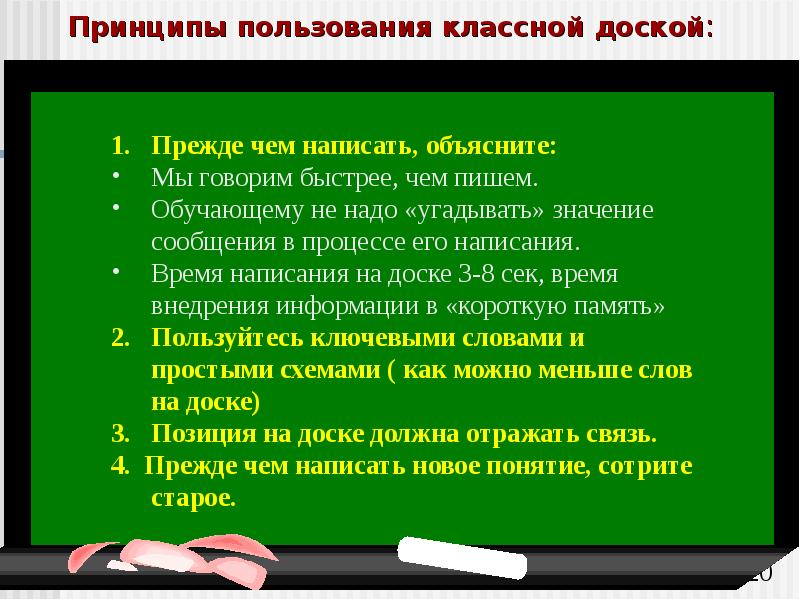 Принципы пользования классной доской:
1. Прежде чем написать, объясните:
• Мы говорим быстрее, чем пишем.
• Обучающему не надо «угадывать» значение
сообщения в процессе его написания.
• Время написания на доске 3-8 сек, время
внедрения информации в «короткую память»
2. Пользуйтесь ключевыми словами и
простыми схемами ( как можно меньше слов
на доске)
3. Позиция на доске должна отражать связь.
4. Прежде чем написать новое понятие, сотрите
старое.
20